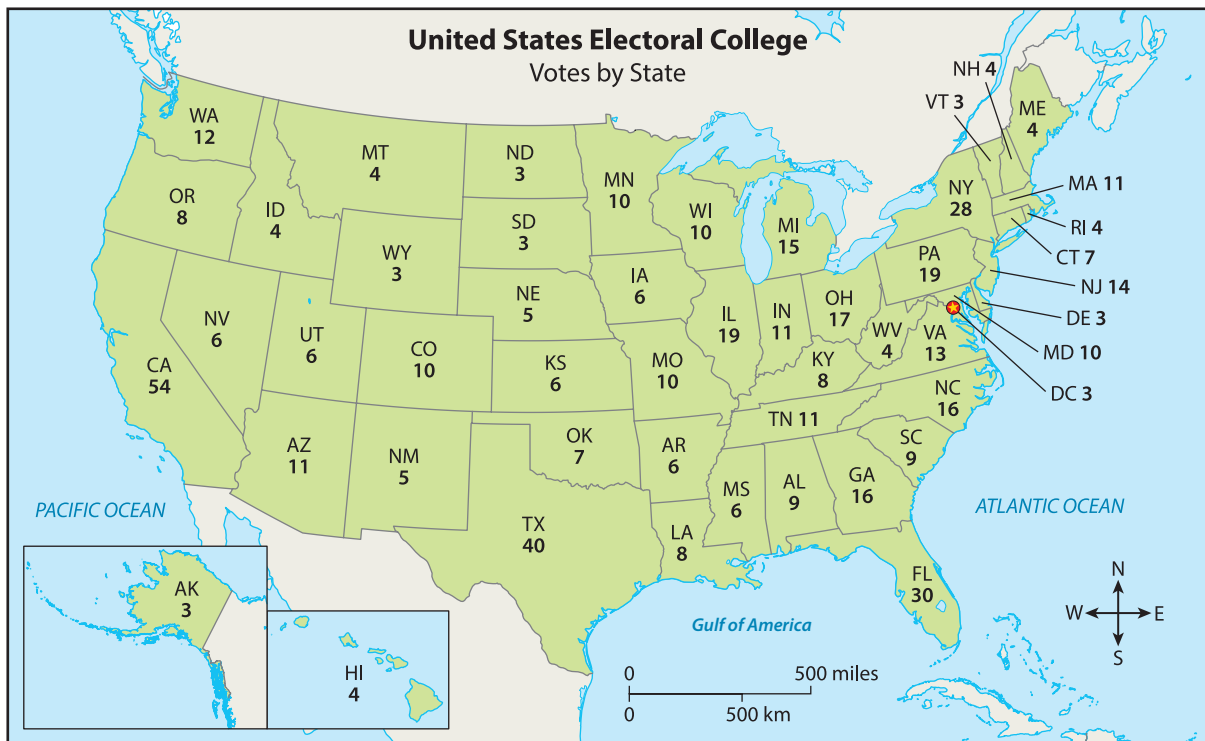 United States Electoral College
Votes by State
NH 4
VT 3
ME
4
WA
12
MT
4
ND
3
MN
10
OR
8
ID
4
SD
3
WI
10
MI
15
NY
28
MA 11
RI 4
CT 7
WY
3
IA
6
PA
19
NJ 14
NE
5
NV
6
UT
6
CO
10
IL
19
IN
11
OH
17
WV
4
VA
13
DE 3
MD 10
DC 3
CA
54
KS
6
MO
10
KY
8
NC
16
TN 11
AZ
11
NM
5
OK
7
AR
6
SC
9
MS
6
AL
9
GA
16
PACIFIC OCEAN
ATLANTIC OCEAN
TX
40
LA
8
FL
30
AK
3
HI
4
Gulf of America
N
W
E
S
0
500 miles
0
500 km